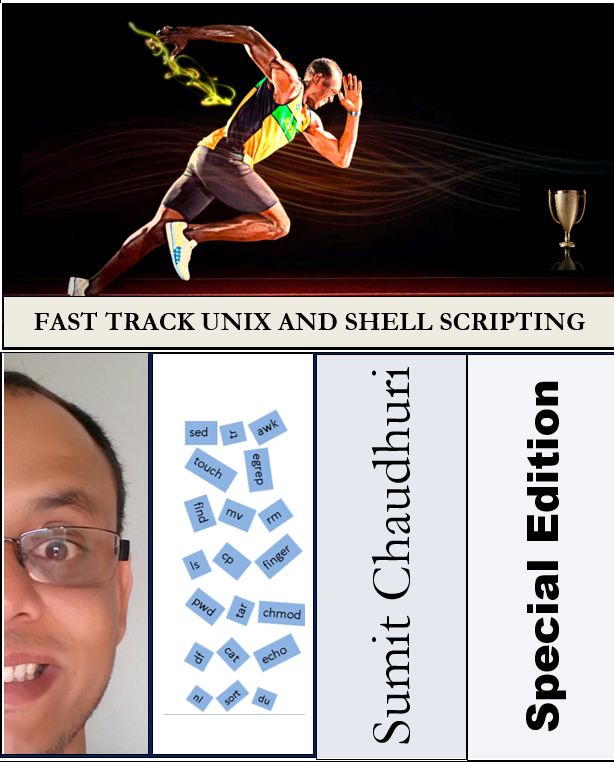 FAST TRACK UNIX AND SHELL SCRIPTING
sed tr awk
touch egrep
find mv rm
ls cp finger
pwd tar chmod
df cat echo
nl sort du
Sumit Chaudhuri
Special Edition